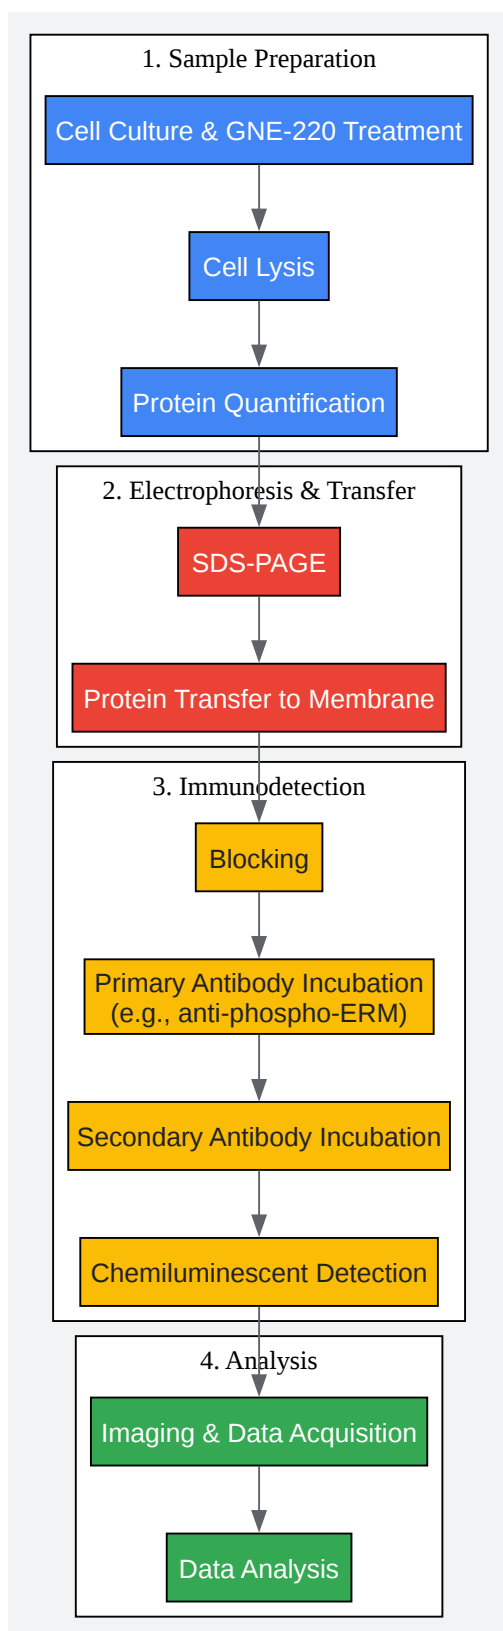 1. Sample Preparation
Cell Culture & GNE-220 Treatment
Cell Lysis
Protein Quantification
2. Electrophoresis & Transfer
SDS-PAGE
Protein Transfer to Membrane
3. Immunodetection
Blocking
Primary Antibody Incubation
(e.g., anti-phospho-ERM)
Secondary Antibody Incubation
Chemiluminescent Detection
4. Analysis
Imaging & Data Acquisition
Data Analysis